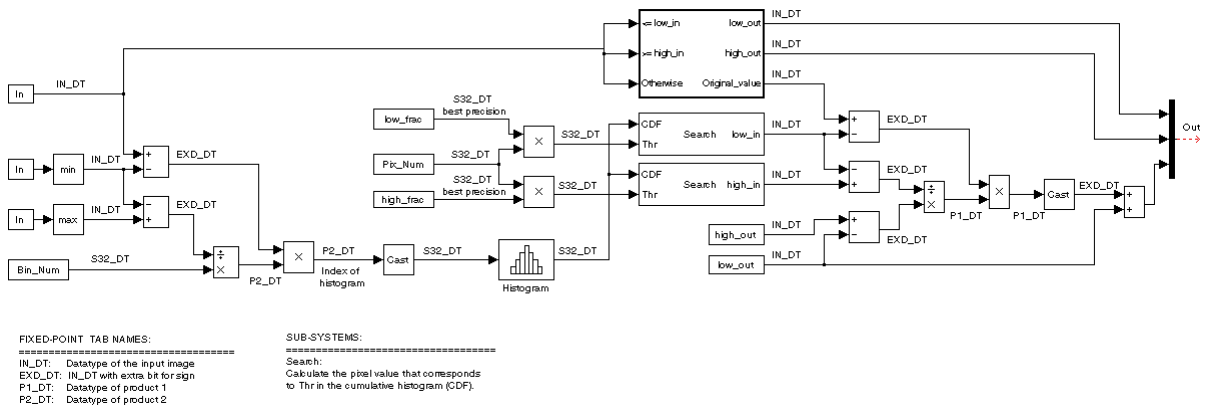 IN_DT
<= low_in low_out
IN_DT
>= high_in high_out
IN_DT
Otherwise Original_value
IN_DT
In
S32_DT
best precision
low_frac
S32_DT
CDF
Search low_in
Thr
IN_DT
+
−
EXD_DT
Out
In
min
IN_DT
+
−
EXD_DT
Pix_Num
S32_DT
×
S32_DT
best precision
high_frac
×
S32_DT
CDF
Search high_in
Thr
IN_DT
−
+
EXD_DT
÷
×
P1_DT
×
P1_DT
Cast
EXD_DT
+
+
In
max
IN_DT
−
+
EXD_DT
high_out
IN_DT
+
−
EXD_DT
low_out
IN_DT
Bin_Num
S32_DT
÷
×
P2_DT
×
P2_DT
Index of
histogram
Cast
S32_DT
Histogram
S32_DT
FIXED-POINT TAB NAMES:
====================================
IN_DT: Datatype of the input image
EXD_DT: IN_DT with extra bit for sign
P1_DT: Datatype of product 1
P2_DT: Datatype of product 2
SUB-SYSTEMS:
===================================
Search:
Calculate the pixel value that corresponds
to Thr in the cumulative histogram (CDF).